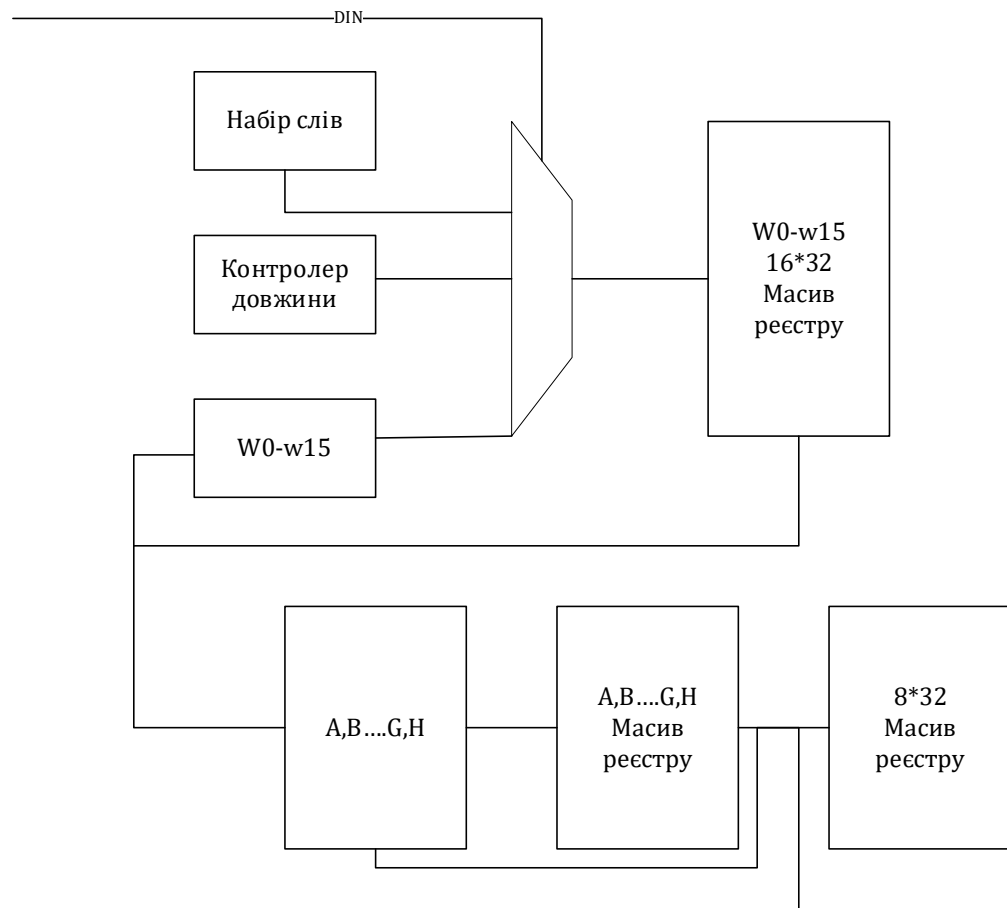 DIN
Набір слів
Контролер
довжини
W0-w15
W0-w15
16*32
Масив
реєстру
A,B....G,H
A,B....G,H
Масив
реєстру
8*32
Масив
реєстру